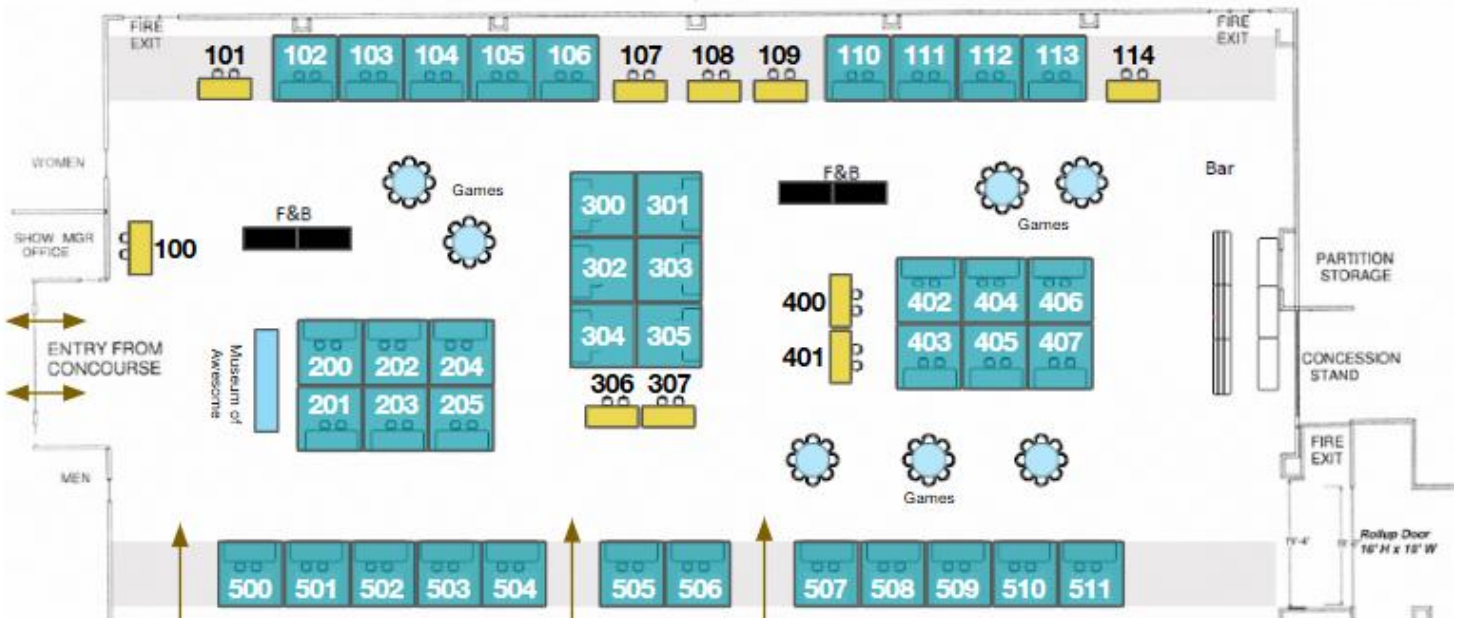 FIRE
EXIT
FIRE
EXIT
101
102
103
104
105
106
107
108
109
110
111
112
113
114
WOMEN
Games
F&B
F&B
Games
Bar
SHOW MGR
OFFICE
100
300
301
302
303
304
305
306
307
400
401
402
404
406
403
405
407
PARTITION
STORAGE
ENTRY FROM
CONCOURSE
Museum of
Awesome
200
202
204
201
203
205
CONCESSION
STAND
MEN
Games
FIRE
EXIT
Rollup Door
16' H x 18' W
500
501
502
503
504
505
506
507
508
509
510
511